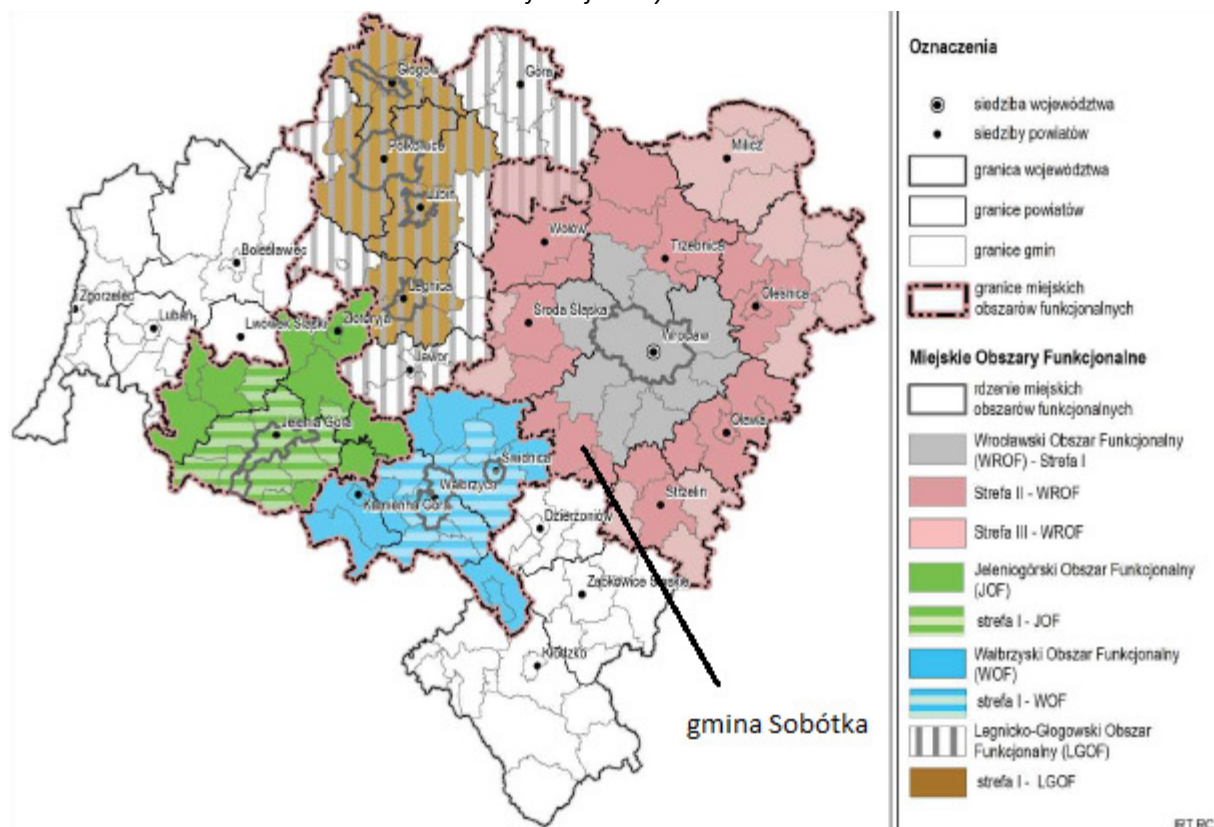 Głogów
Góra
Polkowice
Milicz
Lubin
Wołów
Trzebnica
Bolesławiec
Oleśnica
Zgorzelec
Legnica
Środa Śląska
Lubań
Lwówek Śląski
Złotoryja
Wrocław
Jawor
Jelenia Góra
Oława
Świdnica
Wałbrzych
Kamienna Góra
Strzelin
Dzierżoniów
Ząbkowice Śląskie
Kłodzko
gmina Sobótka
Oznaczenia
siedziba województwa
siedziby powiatów
granica województwa
granice powiatów
granice gmin
granice miejskich
obszarów funkcjonalnych
Miejskie Obszary Funkcjonalne
rdzenie miejskich
obszarów funkcjonalnych
Wrocławski Obszar Funkcjonalny
(WROF) - Strefa I
Strefa II - WROF
Strefa III - WROF
Jeleniogórski Obszar Funkcjonalny
(JOF)
strefa I - JOF
Wałbrzyski Obszar Funkcjonalny
(WOF)
strefa I - WOF
Legnicko-Głogowski Obszar
Funkcjonalny (LGOF)
strefa I - LGOF